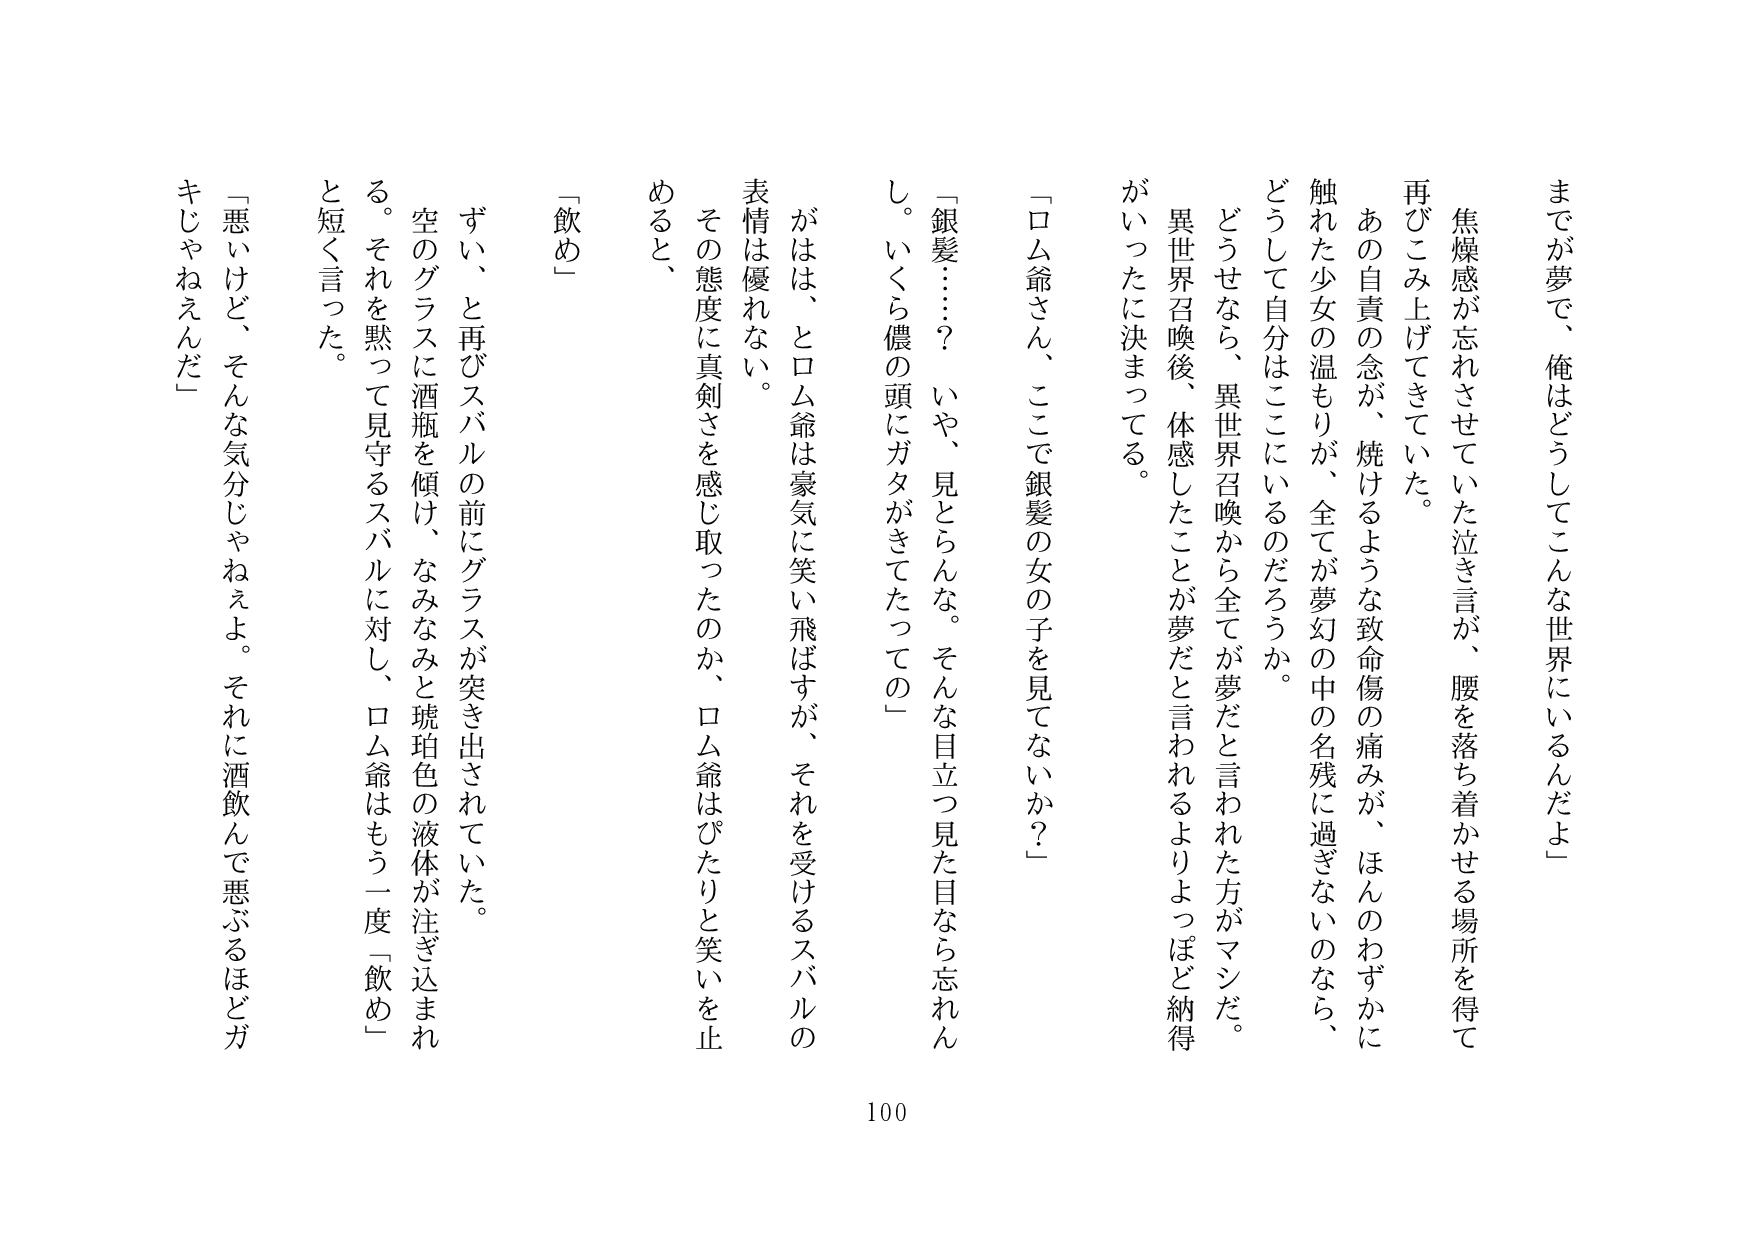 までが夢で、俺はどうしてこんな世界にいるんだよ」
　焦燥感が忘れさせていた泣き言が、腰を落ち着かせる場所を得て
再びこみ上げてきていた。
　あの自責の念が、焼けるような致命傷の痛みが、ほんのわずかに
触れた少女の温もりが、全てが夢幻の中の名残に過ぎないのなら、
どうして自分はここにいるのだろうか。
　どうせなら、異世界召喚から全てが夢だと言われた方がマシだ。
　異世界召喚後、体感したことが夢だと言われるよりよっぽど納得
がいったに決まってる。
「ロム爺さん、ここで銀髪の女の子を見てないか？」
「銀髪……？　いや、見とらんな。そんな目立つ見た目なら忘れん
し。いくら儂の頭にガタがきてたっての」
　がはは、とロム爺は豪気に笑い飛ばすが、それを受けるスバルの
表情は優れない。
　その態度に真剣さを感じ取ったのか、ロム爺はぴたりと笑いを止
めると、
「飲め」
　ずい、と再びスバルの前にグラスが突き出されていた。
　空のグラスに酒瓶を傾け、なみなみと琥珀色の液体が注ぎ込まれ
る。それを黙って見守るスバルに対し、ロム爺はもう一度「飲め」
と短く言った。
「悪いけど、そんな気分じゃねぇよ。それに酒飲んで悪ぶるほどガ
キじゃねえんだ」
100